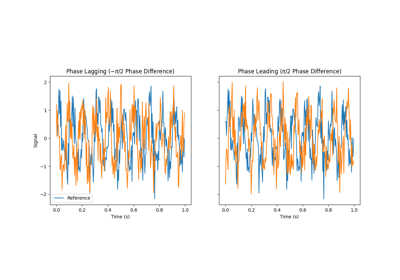 Phase Lagging (−π/2 Phase Difference)
Phase Leading (π/2 Phase Difference)
Signal
2
1
0
−1
−2
Reference
0.0 0.2 0.4 0.6 0.8 1.0
0.0 0.2 0.4 0.6 0.8 1.0
Time (s)
Time (s)